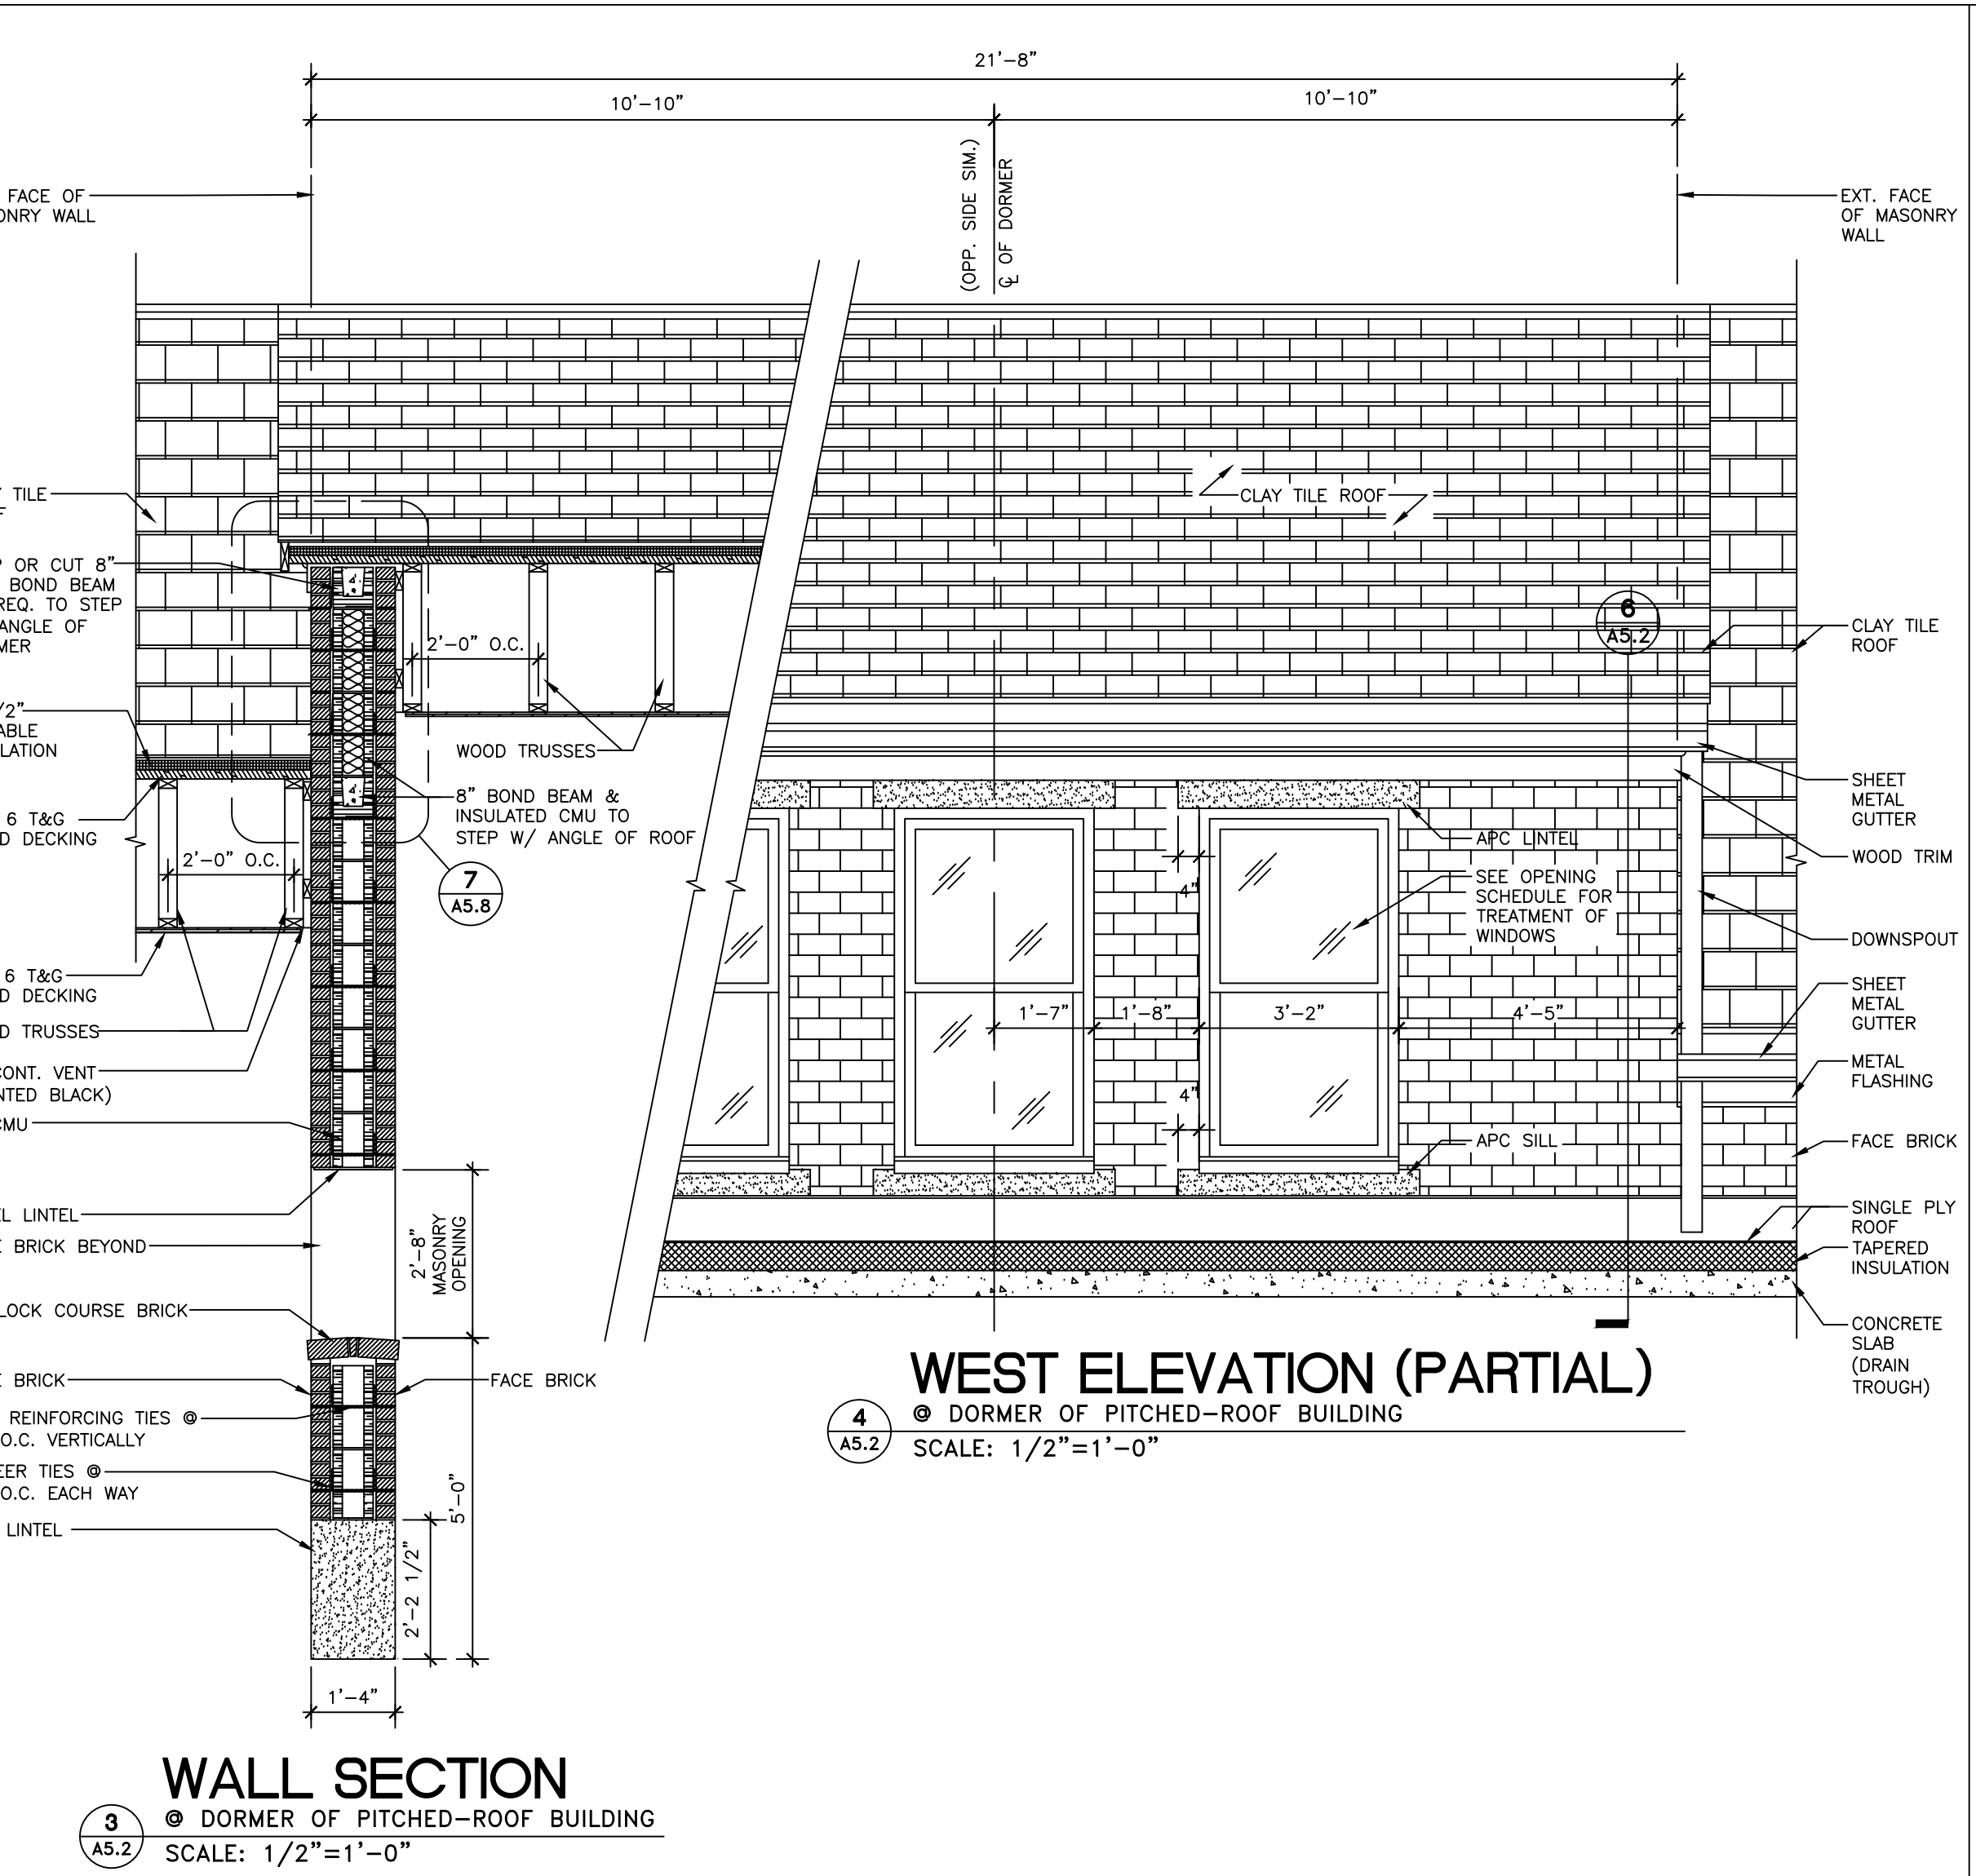 21'-8"
10'-10"
10'-10"
(OPP. SIDE SIM.)
℄ OF DORMER
FACE OF
ONRY WALL
EXT. FACE
OF MASONRY
WALL
TILE
CLAY TILE ROOF
OR CUT 8"
BOND BEAM
REQ. TO STEP
ANGLE OF
MER
6
A5.2
CLAY TILE
ROOF
2'-0" O.C.
/2"
ABLE
LATION
WOOD TRUSSES
8" BOND BEAM &
INSULATED CMU TO
STEP W/ ANGLE OF ROOF
SHEET
METAL
GUTTER
6 T&G
D DECKING
APC LINTEL
WOOD TRIM
2'-0" O.C.
7
A5.8
4"
SEE OPENING
SCHEDULE FOR
TREATMENT OF
WINDOWS
DOWNSPOUT
6 T&G
D DECKING
SHEET
METAL
GUTTER
1'-7"
1'-8"
3'-2"
4'-5"
D TRUSSES
CONT. VENT
NTED BLACK)
METAL
FLASHING
4"
CMU
APC SILL
FACE BRICK
EL LINTEL
BRICK BEYOND
2'-8"
MASONRY
OPENING
SINGLE PLY
ROOF
TAPERED
INSULATION
LOCK COURSE BRICK
CONCRETE
SLAB
(DRAIN
TROUGH)
BRICK
FACE BRICK
REINFORCING TIES @
O.C. VERTICALLY
EER TIES @
O.C. EACH WAY
LINTEL
5'-0"
2'-2 1/2"
1'-4"
WEST ELEVATION (PARTIAL)
4
A5.2
@ DORMER OF PITCHED-ROOF BUILDING
SCALE: 1/2"=1'-0"
WALL SECTION
3
A5.2
@ DORMER OF PITCHED-ROOF BUILDING
SCALE: 1/2"=1'-0"